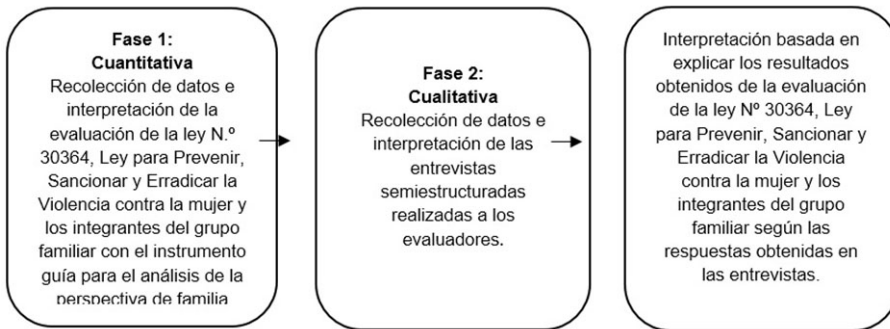 Fase 1:
Cuantitativa
Recolección de datos e
interpretación de la
evaluación de la ley N.º
30364, Ley para Prevenir,
Sancionar y Erradicar la
Violencia contra la mujer y
los integrantes del grupo
familiar con el instrumento
guía para el análisis de la
perspectiva de familia
Fase 2:
Cualitativa
Recolección de datos e
interpretación de las
entrevistas
semiestructuradas
realizadas a los
evaluadores.
Interpretación basada en
explicar los resultados
obtenidos de la evaluación
de la ley Nº 30364, Ley
para Prevenir, Sancionar y
Erradicar la Violencia
contra la mujer y los
integrantes del grupo
familiar según las
respuestas obtenidas en
las entrevistas.